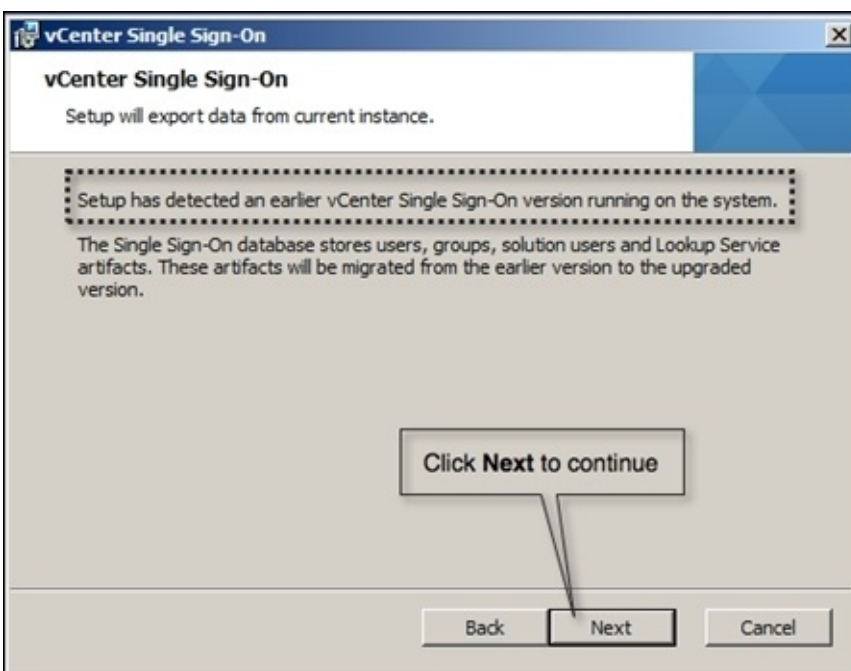 vCenter Single Sign-On
vCenter Single Sign-On
Setup will export data from current instance.
Setup has detected an earlier vCenter Single Sign-On version running on the system.
The Single Sign-On database stores users, groups, solution users and Lookup Service
artifacts. These artifacts will be migrated from the earlier version to the upgraded
version.
Click Next to continue
Back
Next
Cancel